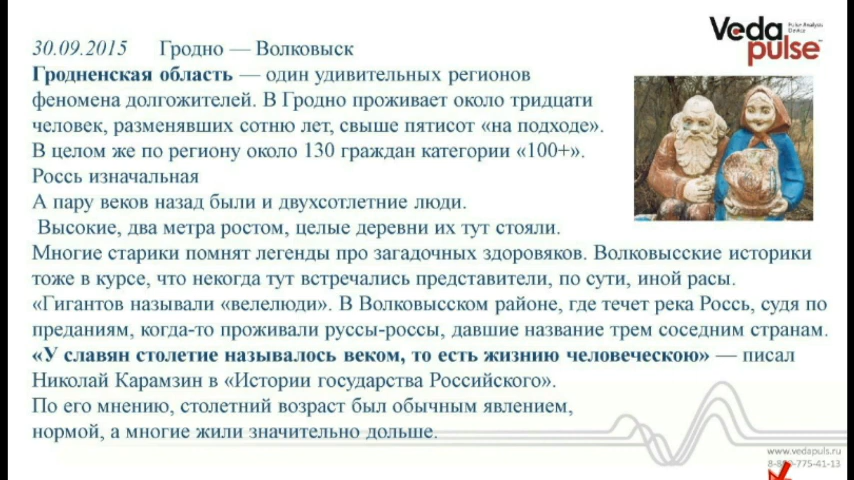 Veda
pulse™
Pulse Analysis
Device
30.09.2015 Гродно — Волковыск
Гродненская область — один удивительных регионов
феномена долгожителей. В Гродно проживает около тридцати
человек, разменявших сотню лет, свыше пятисот «на подходе».
В целом же по региону около 130 граждан категории «100+».
Россь изначальная
А пару веков назад были и двухсотлетние люди.
Высокие, два метра ростом, целые деревни их тут стояли.
Многие старики помнят легенды про загадочных здоровяков. Волковысские историки
тоже в курсе, что некогда тут встречались представители, по сути, иной расы.
«Гигантов называли «велелюди». В Волковысском районе, где течет река Россь, судя по
преданиям, когда-то проживали руссы-россы, давшие название трем соседним странам.
«У славян столетие называлось веком, то есть жизнию человеческою» — писал
Николай Карамзин в «Истории государства Российского».
По его мнению, столетний возраст был обычным явлением,
нормой, а многие жили значительно дольше.
www.vedapuls.ru
775-41-13